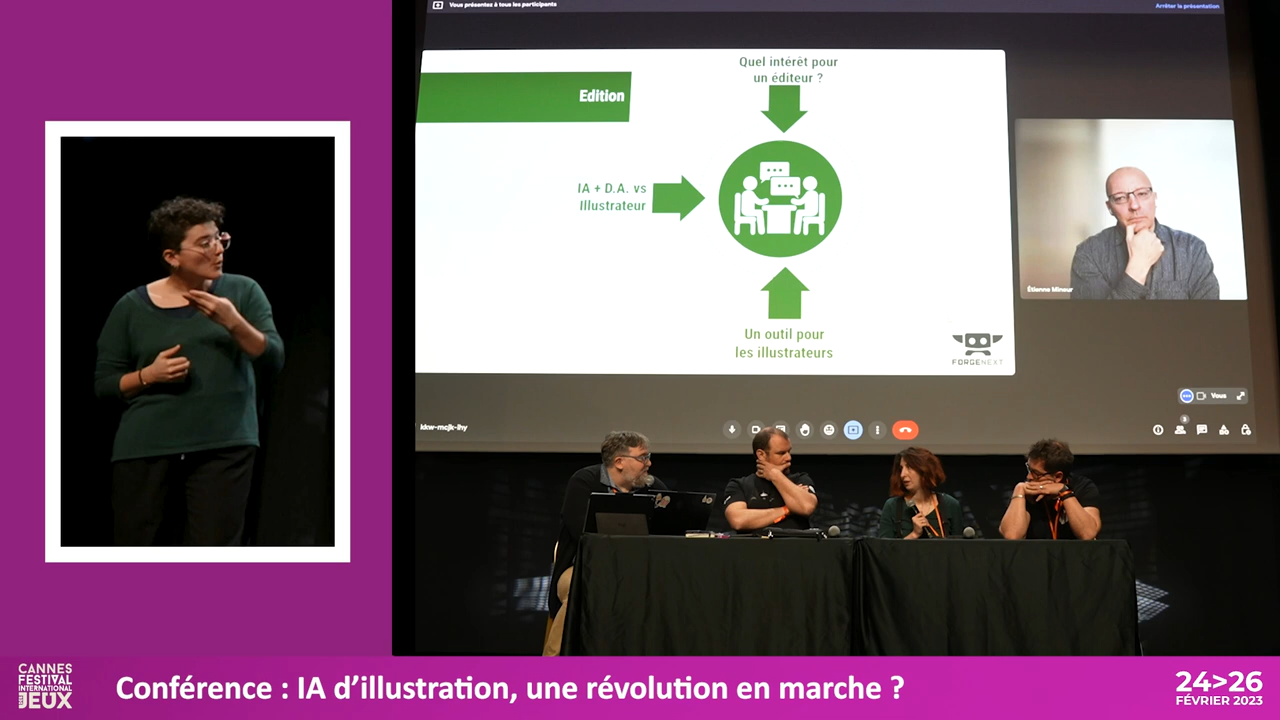 Vous présentez à tous les participants
Arrêter la présentation
Quel intérêt pour
un éditeur ?
Edition
IA + D.A. vs
Illustrateur
Un outil pour
les illustrateurs
FORGENEXT
Étienne Mineur
Vous
kkw-mcjk-ihy
CANNES
FESTIVAL
INTERNATIONAL
DES JEUX
Conférence : IA d'illustration, une révolution en marche ?
24>26
FÉVRIER 2023